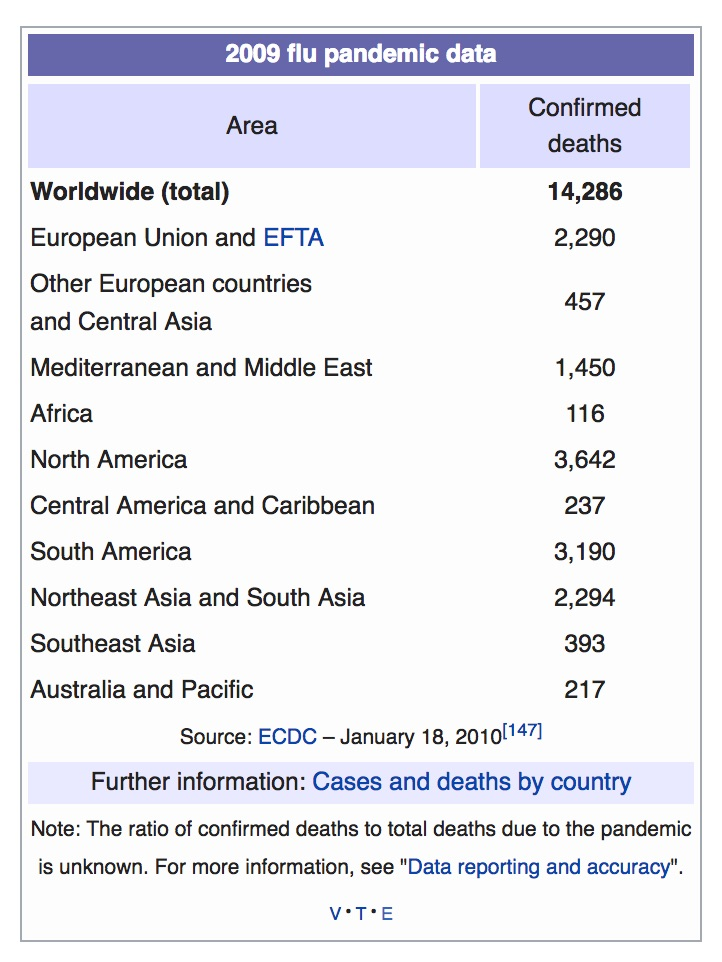 2009 flu pandemic data
Area
Confirmed
deaths
Worldwide (total) 14,286
European Union and EFTA 2,290
Other European countries
and Central Asia 457
Mediterranean and Middle East 1,450
Africa 116
North America 3,642
Central America and Caribbean 237
South America 3,190
Northeast Asia and South Asia 2,294
Southeast Asia 393
Australia and Pacific 217
Source: ECDC – January 18, 2010[147]
Further information: Cases and deaths by country
Note: The ratio of confirmed deaths to total deaths due to the pandemic
is unknown. For more information, see "Data reporting and accuracy".
V • T • E